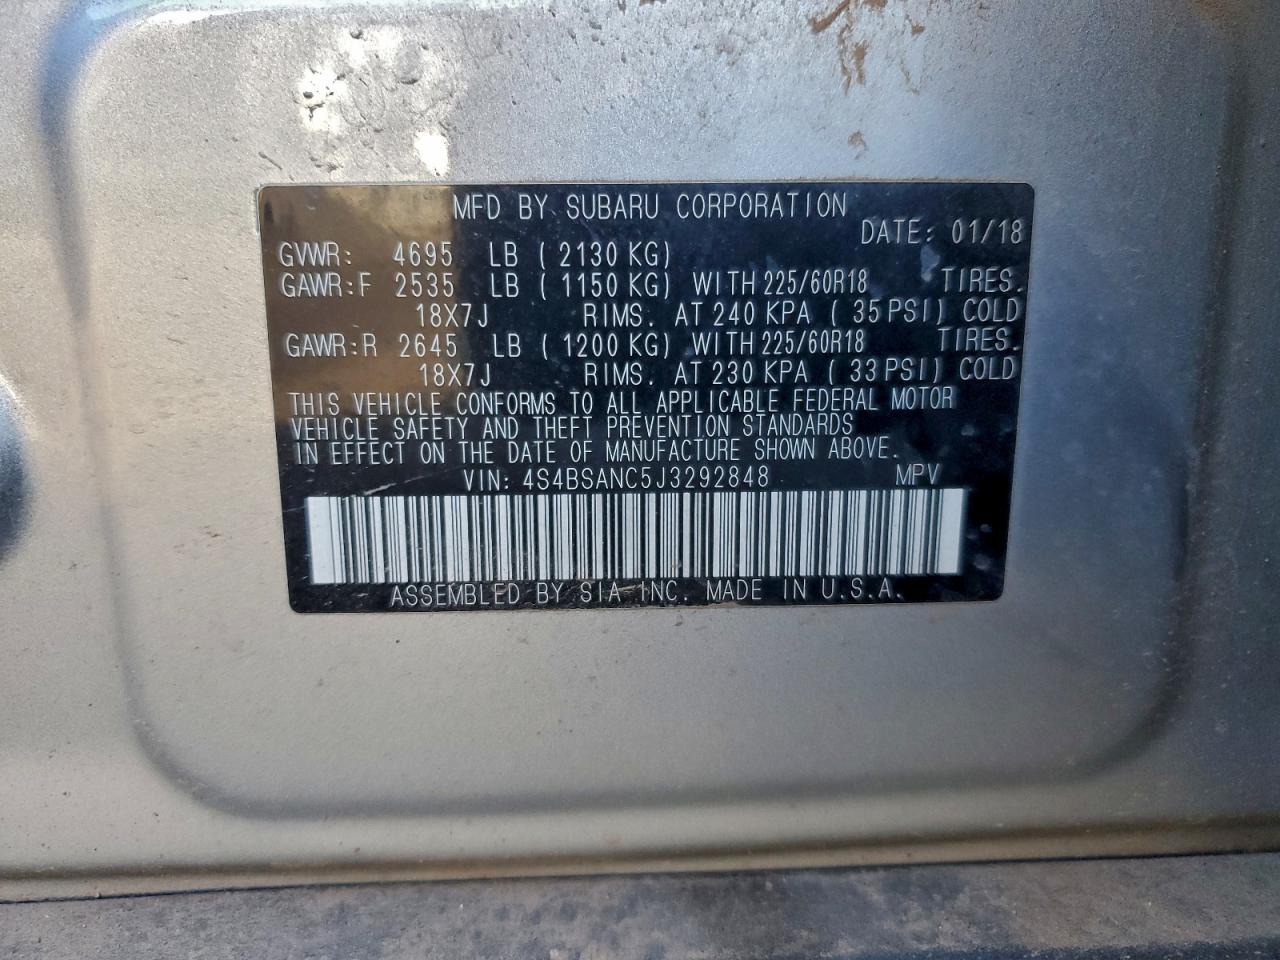 MFD BY SUBARU CORPORATION
DATE: 01/18
GVWR: 4695 LB ( 2130 KG)
GAWR:F 2535 LB ( 1150 KG) WITH 225/60R18 TIRES.
18X7J RIMS. AT 240 KPA ( 35 PSI) COLD
GAWR:R 2645 LB ( 1200 KG) WITH 225/60R18 TIRES.
18X7J RIMS. AT 230 KPA ( 33 PSI) COLD
THIS VEHICLE CONFORMS TO ALL APPLICABLE FEDERAL MOTOR
VEHICLE SAFETY AND THEFT PREVENTION STANDARDS
IN EFFECT ON THE DATE OF MANUFACTURE SHOWN ABOVE.
VIN: 4S4BSANC5J3292848 MPV
ASSEMBLED BY SIA INC. MADE IN U.S.A.